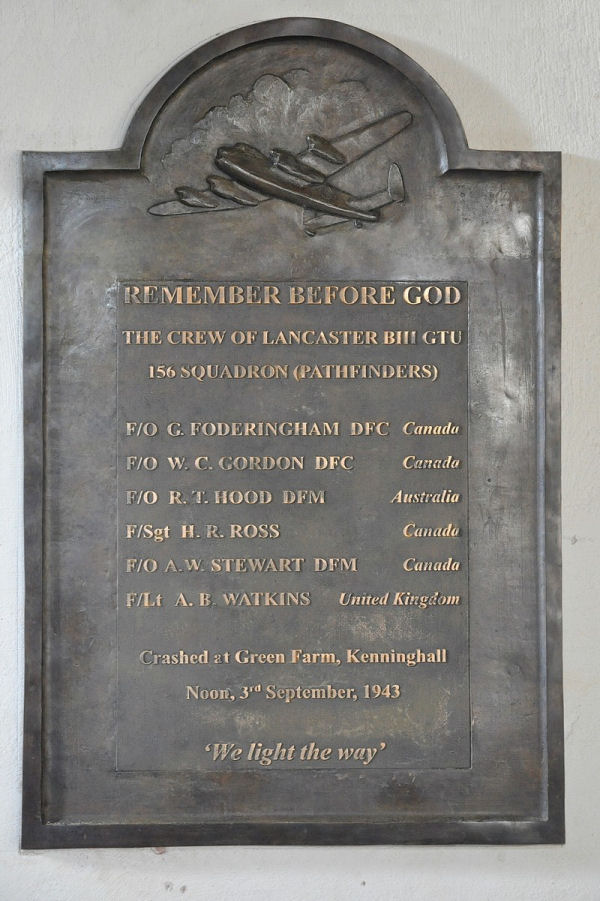 REMEMBER BEFORE GOD
THE CREW OF LANCASTER BIII GTU
156 SQUADRON (PATHFINDERS)
F/O G. FODERINGHAM DFC Canada
F/O W. C. GORDON DFC Canada
F/O R. T. HOOD DFM Australia
F/Sgt H. R. ROSS Canada
F/O A. W. STEWART DFM Canada
F/Lt A. B. WATKINS United Kingdom
Crashed at Green Farm, Kenninghall
Noon, 3rd September, 1943
‘We light the way’